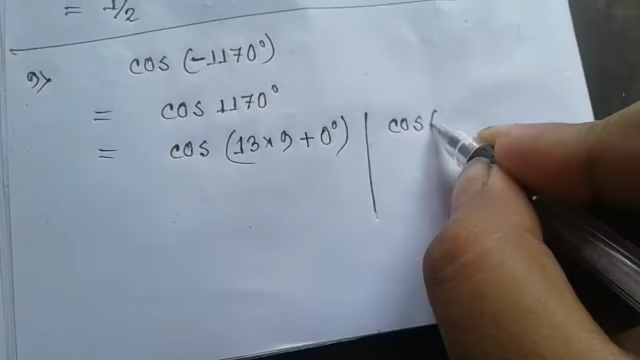 = 1/2
9) cos (-1170°)
= cos 1170°
= cos (13×9+0°) | cos(